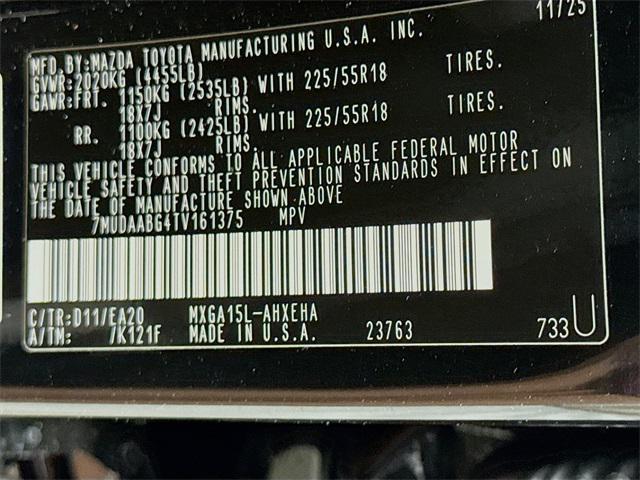 11/25
MFD.BY:MAZDA TOYOTA MANUFACTURING U.S.A. INC.
GVWR:2020KG (4455LB)
GAWR:FRT. 1150KG (2535LB) WITH 225/55R18 TIRES.
18X7J RIMS.
RR. 1100KG (2425LB) WITH 225/55R18 TIRES.
18X7J RIMS.
THIS VEHICLE CONFORMS TO ALL APPLICABLE FEDERAL MOTOR
VEHICLE SAFETY AND THEFT PREVENTION STANDARDS IN EFFECT ON
THE DATE OF MANUFACTURE SHOWN ABOVE
7MUDAABG4TV161375 MPV
C/TR:D11/EA20 MXGA15L-AHXEHA
A/TM: /K121F MADE IN U.S.A. 23763 733U